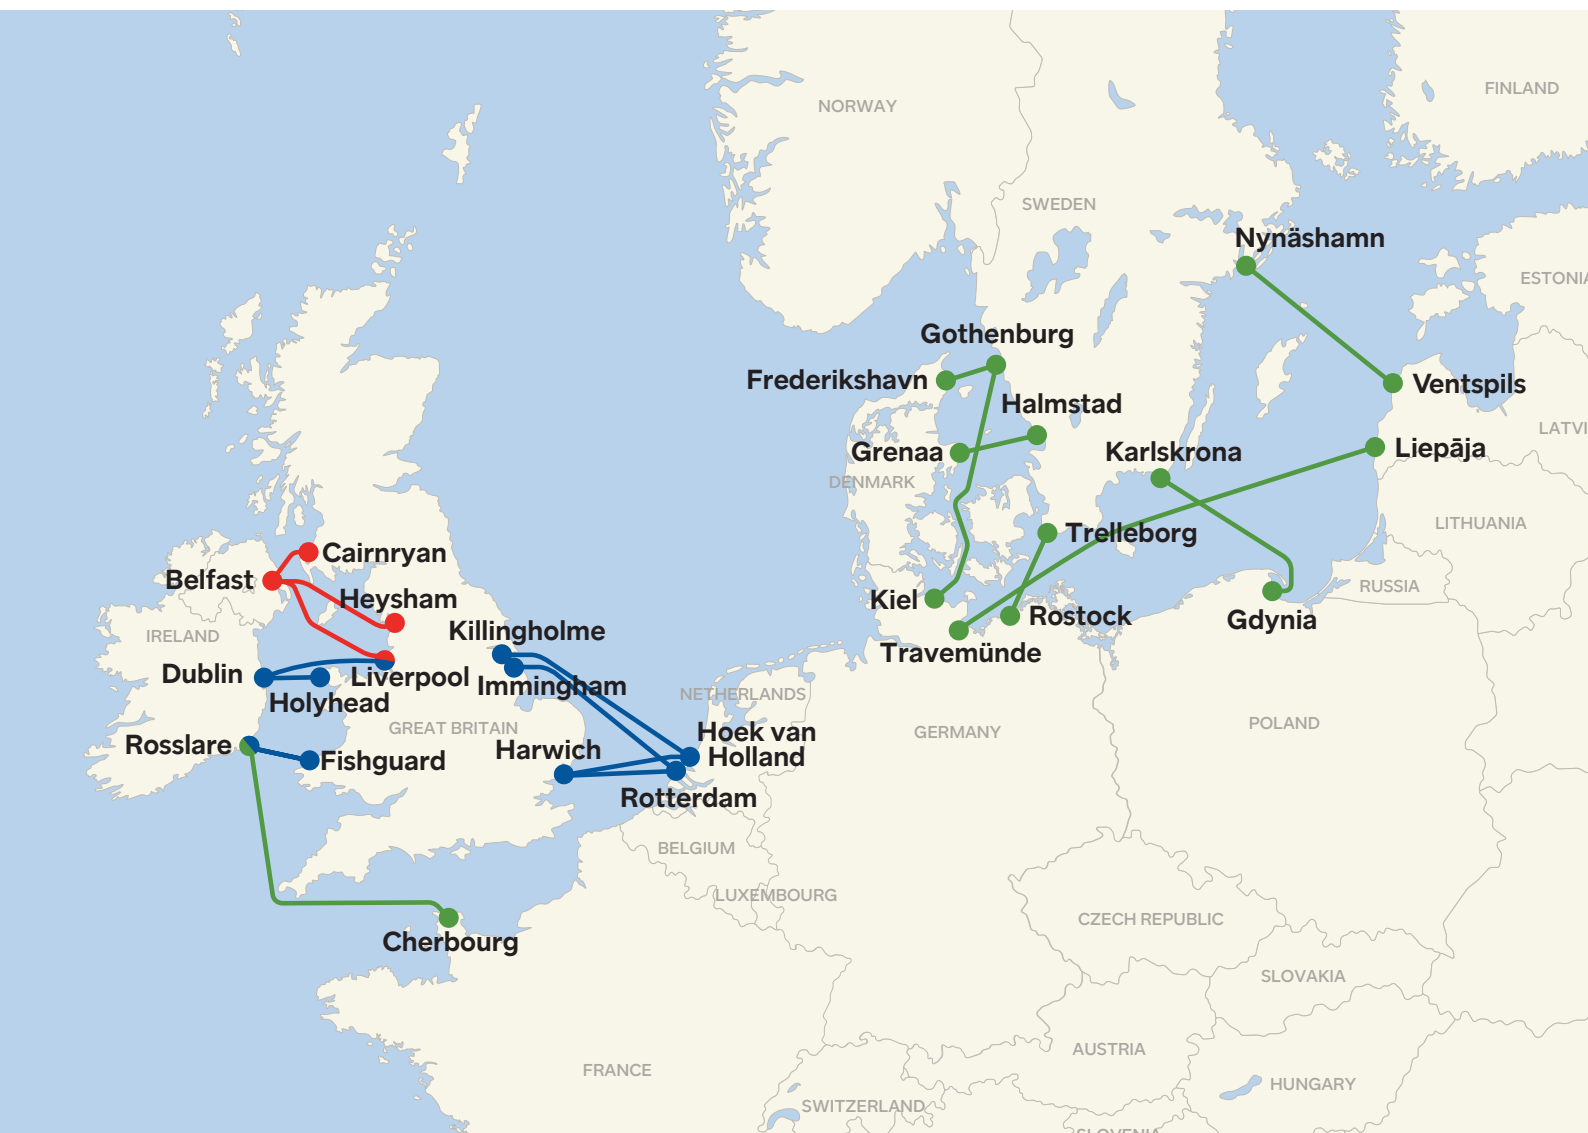 FINLAND
NORWAY
SWEDEN
Nynäshamn
ESTONIA
Gothenburg
Frederikshavn
Ventspils
Halmstad
LATVI
Grenaa
Karlskrona
Liepāja
DENMARK
LITHUANIA
Trelleborg
Cairnryan
Belfast
RUSSIA
Heysham
Kiel
Rostock
Gdynia
IRELAND
Killingholme
Travemünde
Dublin
Liverpool
Immingham
NETHERLANDS
Holyhead
GREAT BRITAIN
POLAND
GERMANY
Hoek van
Holland
Rosslare
Harwich
Fishguard
Rotterdam
BELGIUM
LUXEMBOURG
CZECH REPUBLIC
Cherbourg
SLOVAKIA
AUSTRIA
FRANCE
HUNGARY
SWITZERLAND
SLOVENIA